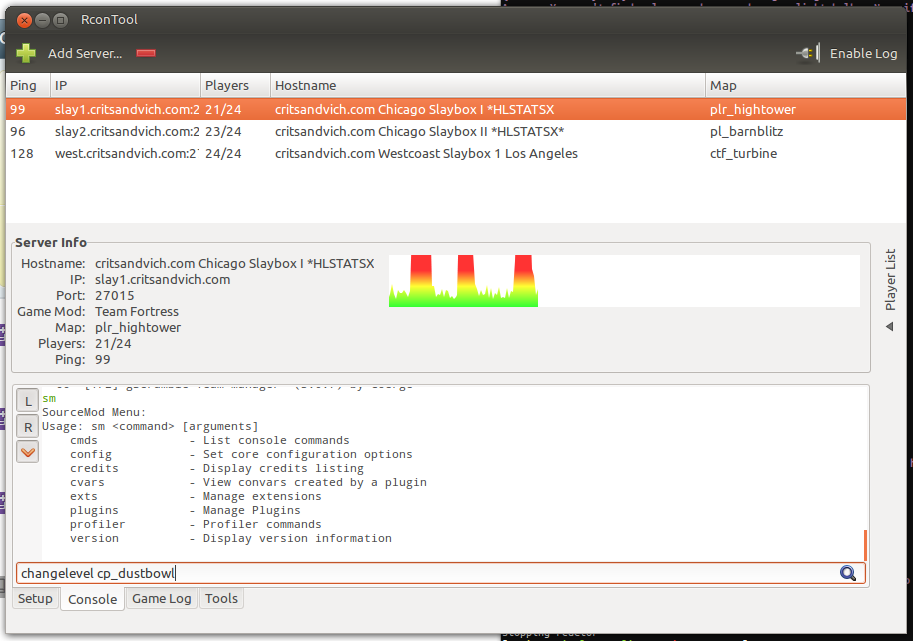 RconTool
Add Server...
Enable Log
Ping IP Players Hostname Map
99 slay1.critsandvich.com:2 21/24 critsandvich.com Chicago Slaybox I *HLSTATSX plr_hightower
96 slay2.critsandvich.com:2 23/24 critsandvich.com Chicago Slaybox II *HLSTATSX* pl_barnblitz
128 west.critsandvich.com:2 24/24 critsandvich.com Westcoast Slaybox 1 Los Angeles ctf_turbine
Server Info
Hostname: critsandvich.com Chicago Slaybox I *HLSTATSX
IP: slay1.critsandvich.com
Port: 27015
Game Mod: Team Fortress
Map: plr_hightower
Players: 21/24
Ping: 99
Player List
L
R
sm
SourceMod Menu:
Usage: sm <command> [arguments]
cmds - List console commands
config - Set core configuration options
credits - Display credits listing
cvars - View convars created by a plugin
exts - Manage extensions
plugins - Manage Plugins
profiler - Profiler commands
version - Display version information
changelevel cp_dustbowl
Setup Console Game Log Tools